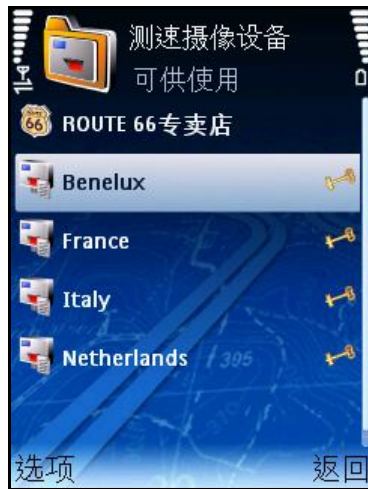 测速摄像设备
可供使用
ROUTE 66专卖店
Benelux
France
Italy
Netherlands
395
选项
返回